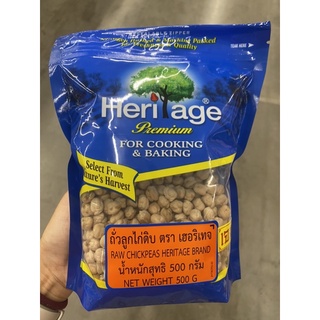 Heritage
Premium
FOR COOKING
& BAKING
Select From
Nature's Harvest
ถั่วลูกไก่ดิบ ตรา เฮอริเทจ
RAW CHICKPEAS HERITAGE BRAND
น้ำหนักสุทธิ 500 กรัม
NET WEIGHT 500 G